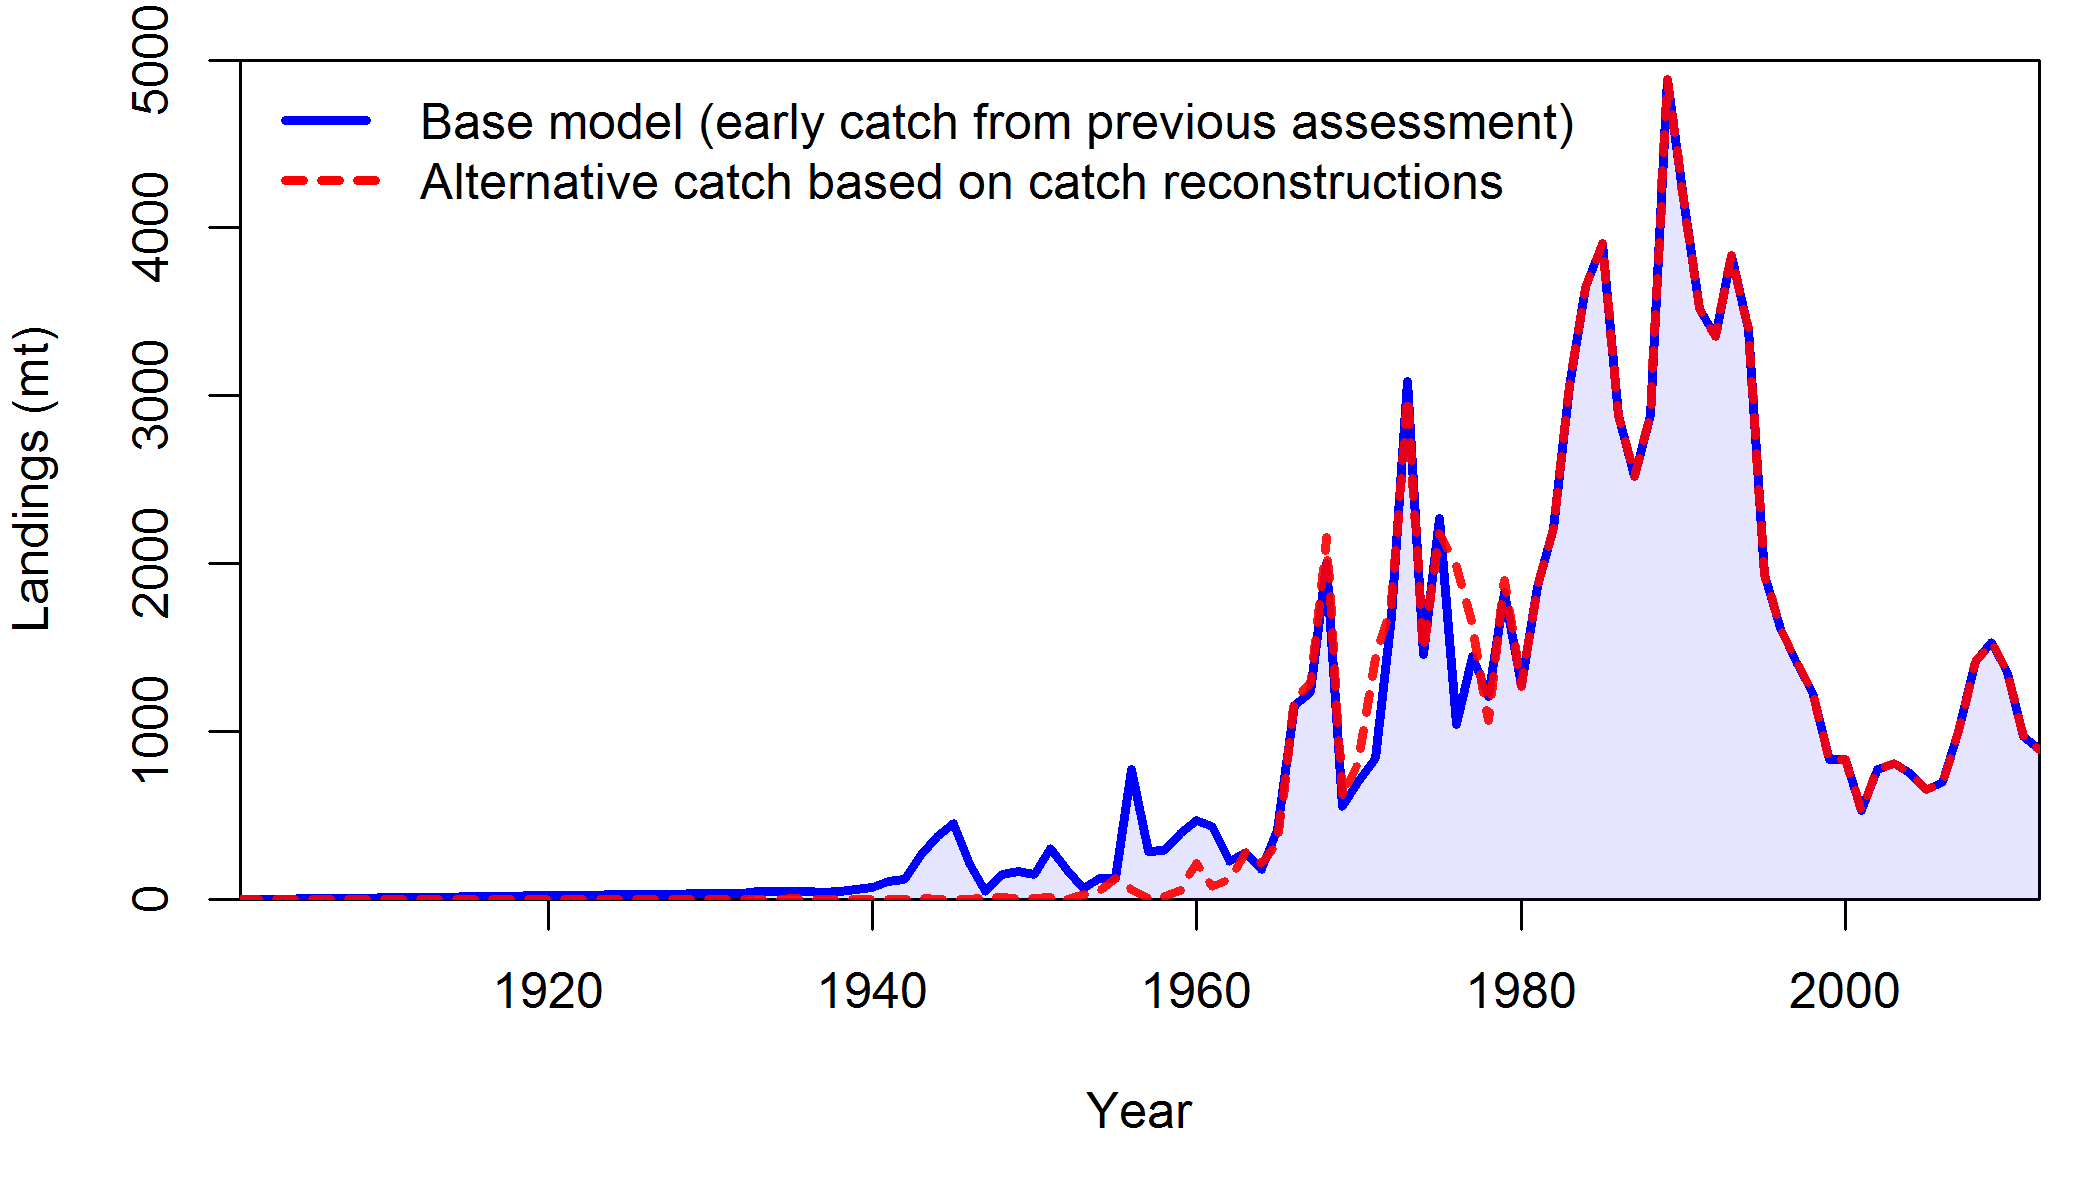 Base model (early catch from previous assessment)
Alternative catch based on catch reconstructions
Landings (mt)
5000
4000
3000
2000
1000
0
1920 1940 1960 1980 2000
Year